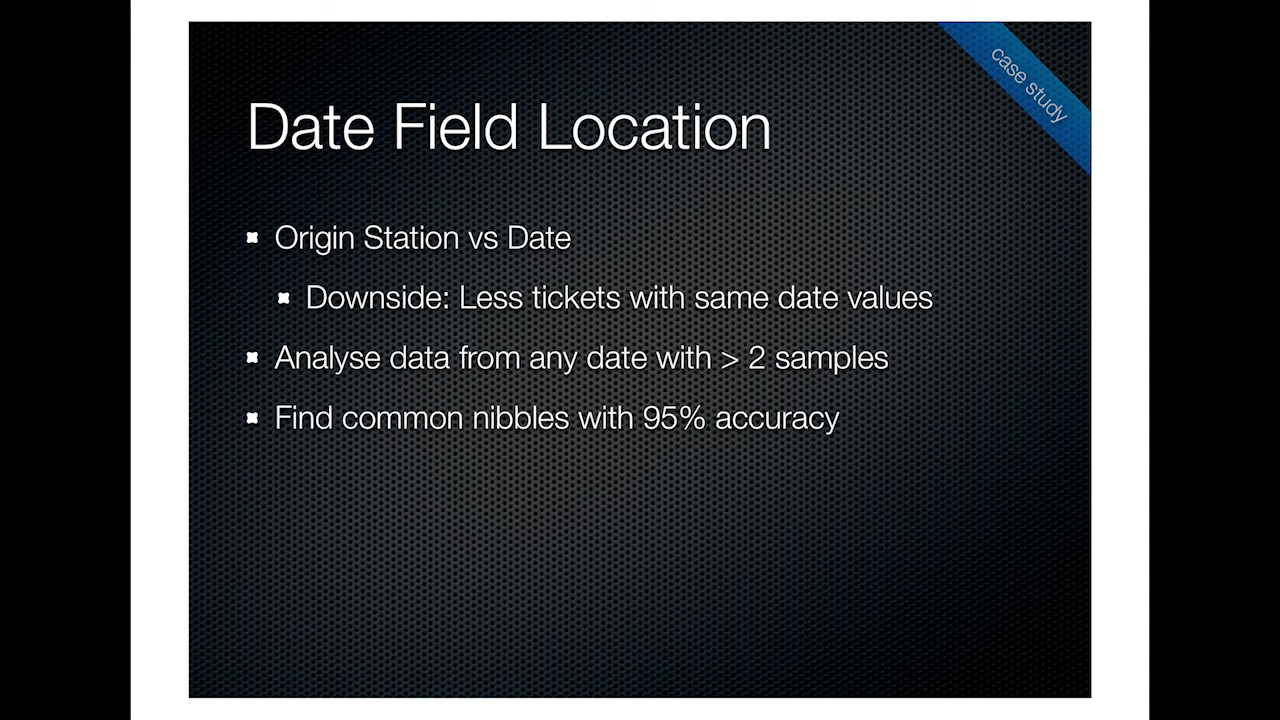 case study
Date Field Location
Origin Station vs Date
Downside: Less tickets with same date values
Analyse data from any date with > 2 samples
Find common nibbles with 95% accuracy